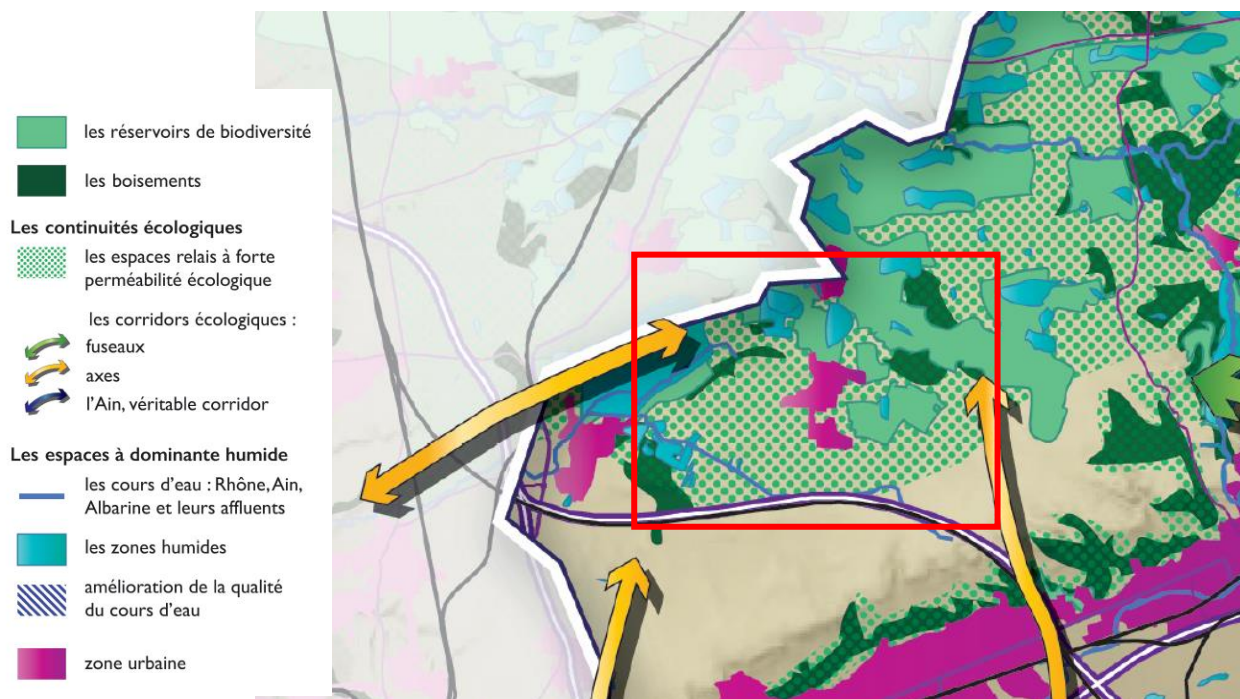 les réservoirs de biodiversité
les boisements
Les continuités écologiques
les espaces relais à forte
perméabilité écologique
les corridors écologiques :
fuseaux
axes
l'Ain, véritable corridor
Les espaces à dominante humide
les cours d'eau : Rhône, Ain,
Albarine et leurs affluents
les zones humides
amélioration de la qualité
du cours d'eau
zone urbaine